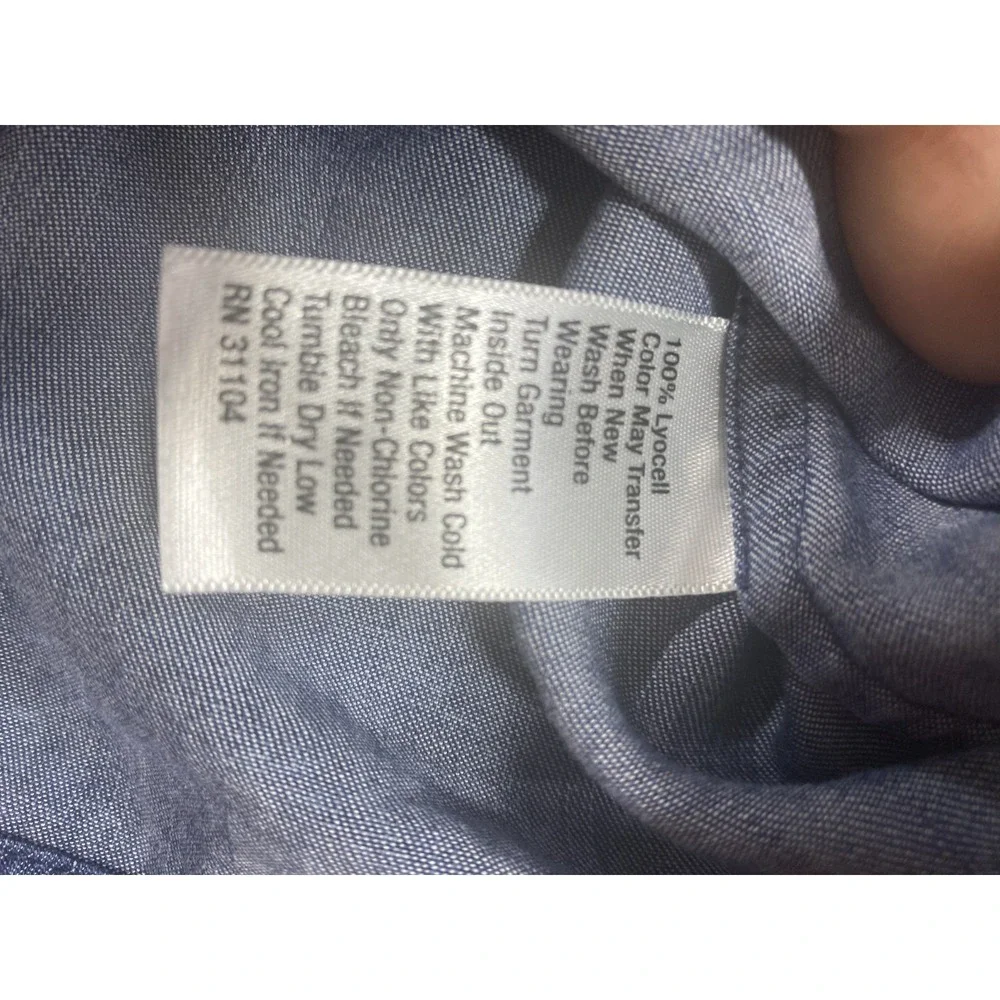 100% Lyocell
Color May Transfer
When New
Wash Before
Wearing
Turn Garment
Inside Out
Machine Wash Cold
With Like Colors
Only Non-Chlorine
Bleach If Needed
Tumble Dry Low
Cool Iron If Needed
RN 31104